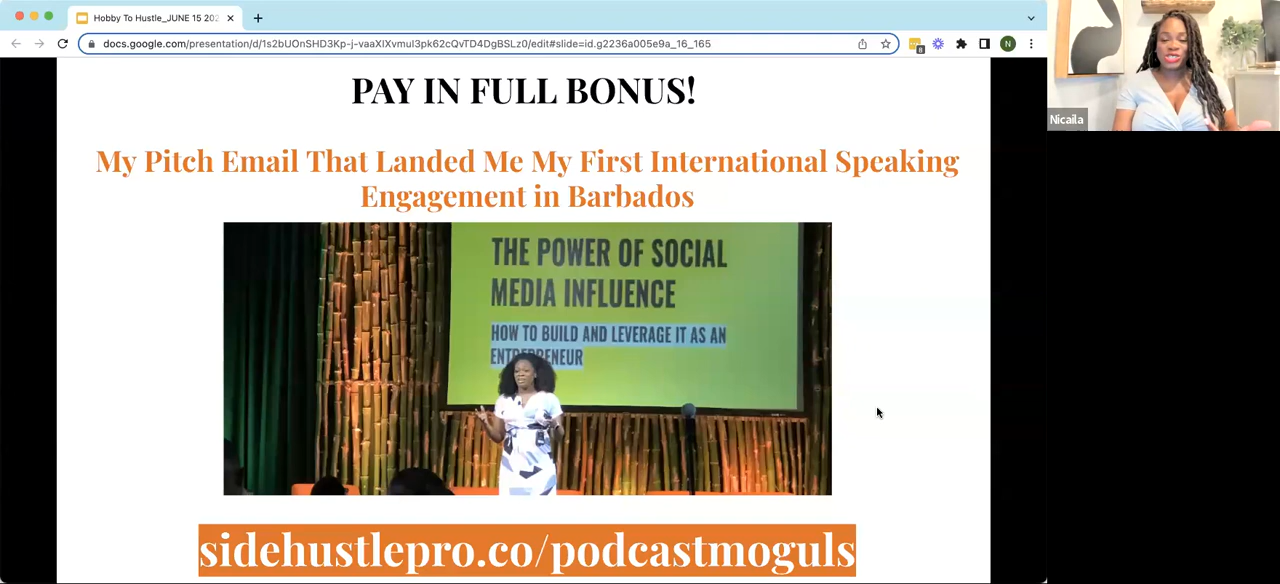 Hobby To Hustle_JUNE 15 202
docs.google.com/presentation/d/1s2bUOnSHD3Kp-j-vaaXIXvmuI3pk62cQvTD4DgBSLz0/edit#slide=id.g2236a005e9a_16_165
8
N
Nicaila
PAY IN FULL BONUS!
My Pitch Email That Landed Me My First International Speaking
Engagement in Barbados
THE POWER OF SOCIAL
MEDIA INFLUENCE
HOW TO BUILD AND LEVERAGE IT AS AN
ENTREPRENEUR
sidehustlepro.co/podcastmoguls